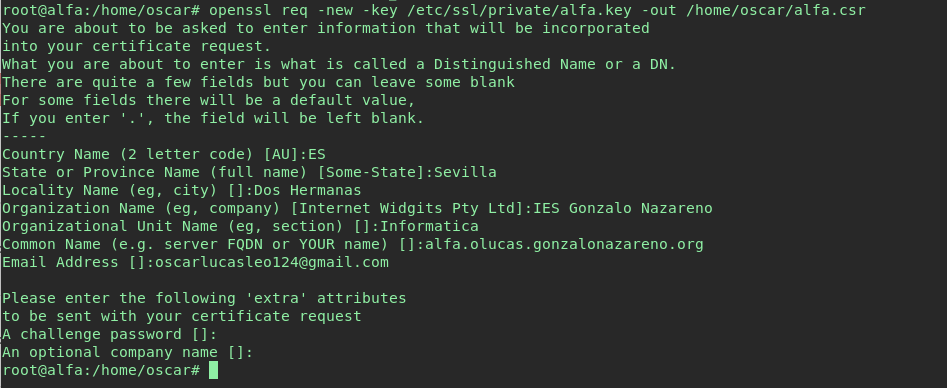 root@alfa:/home/oscar# openssl req -new -key /etc/ssl/private/alfa.key -out /home/oscar/alfa.csr
You are about to be asked to enter information that will be incorporated
into your certificate request.
What you are about to enter is what is called a Distinguished Name or a DN.
There are quite a few fields but you can leave some blank
For some fields there will be a default value,
If you enter '.', the field will be left blank.
-----
Country Name (2 letter code) [AU]:ES
State or Province Name (full name) [Some-State]:Sevilla
Locality Name (eg, city) []:Dos Hermanas
Organization Name (eg, company) [Internet Widgits Pty Ltd]:IES Gonzalo Nazareno
Organizational Unit Name (eg, section) []:Informatica
Common Name (e.g. server FQDN or YOUR name) []:alfa.olucas.gonzalonazareno.org
Email Address []:oscarlucasleo124@gmail.com

Please enter the following 'extra' attributes
to be sent with your certificate request
A challenge password []:
An optional company name []:
root@alfa:/home/oscar#